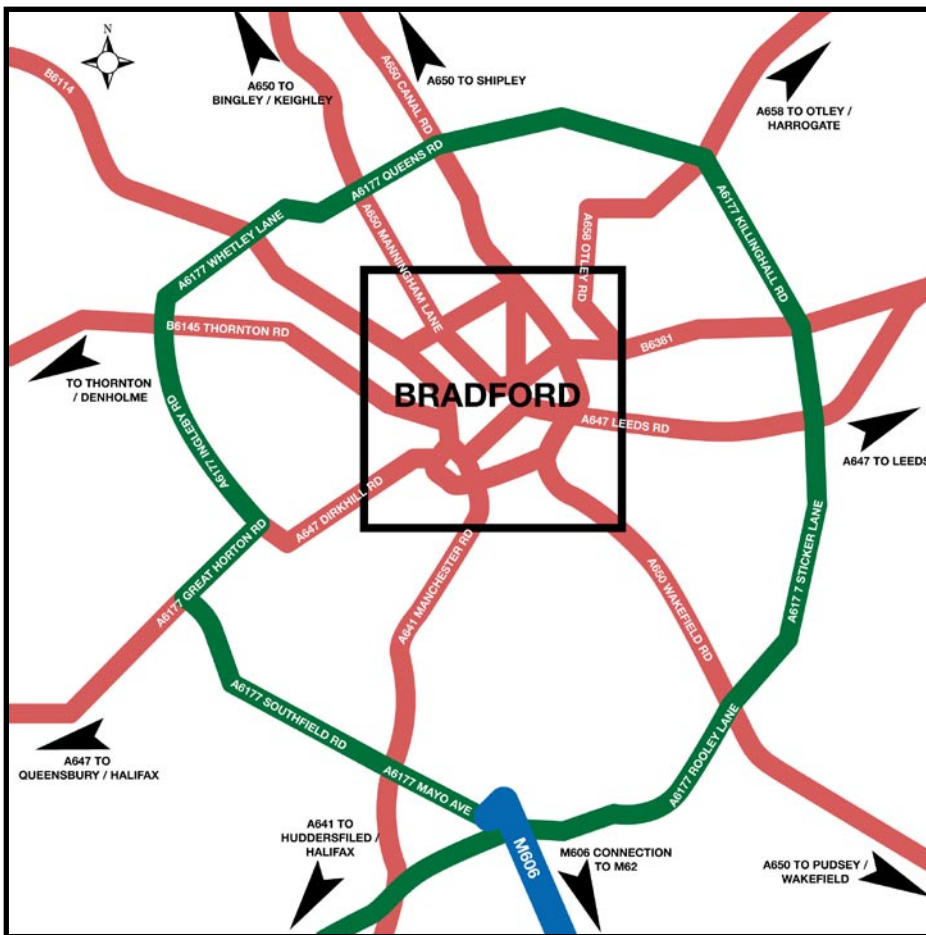 N
B6114
A650 TO
BINGLEY / KEIGHLEY
A650 CANAL RD
A650 TO SHIPLEY
A658 TO OTLEY /
HARROGATE
A6177 QUEENS RD
A6177 WHETLEY LANE
A650 MANNINGHAM LANE
A658 OTLEY RD
A6177 KILLINGHALL RD
B6145 THORNTON RD
B6381
TO THORNTON
/ DENHOLME
BRADFORD
A647 LEEDS RD
A647 TO LEEDS
A6177 INGLEBY RD
A647 DIRKHILL RD
A6177 GREAT HORTON RD
A641 MANCHESTER RD
A650 WAKEFIELD RD
A617 7 STICKER LANE
A6177 SOUTHFIELD RD
A647 TO
QUEENSBURY / HALIFAX
A6177 MAYO AVE
A6177 ROOLEY LANE
A641 TO
HUDDERSFILED /
HALIFAX
M606
M606 CONNECTION
TO M62
A650 TO PUDSEY /
WAKEFIELD